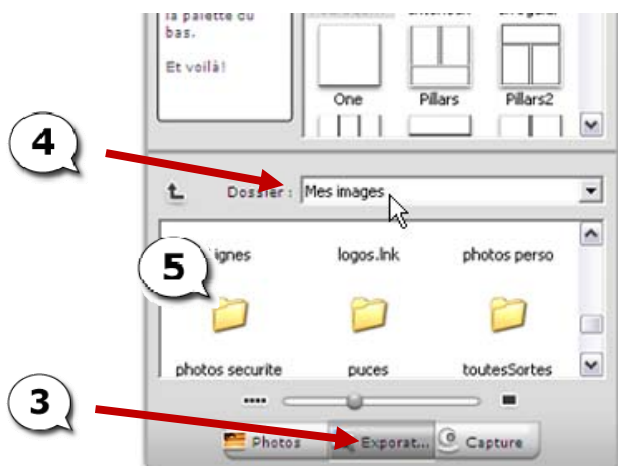 la palette du
bas.
Et voilà!
One
Pillars
Pillars2
4
Dossier :
Mes images
5
ignes
logos.lnk
photos perso
photos securite
puces
toutesSortes
3
Photos
Exporat...
Capture